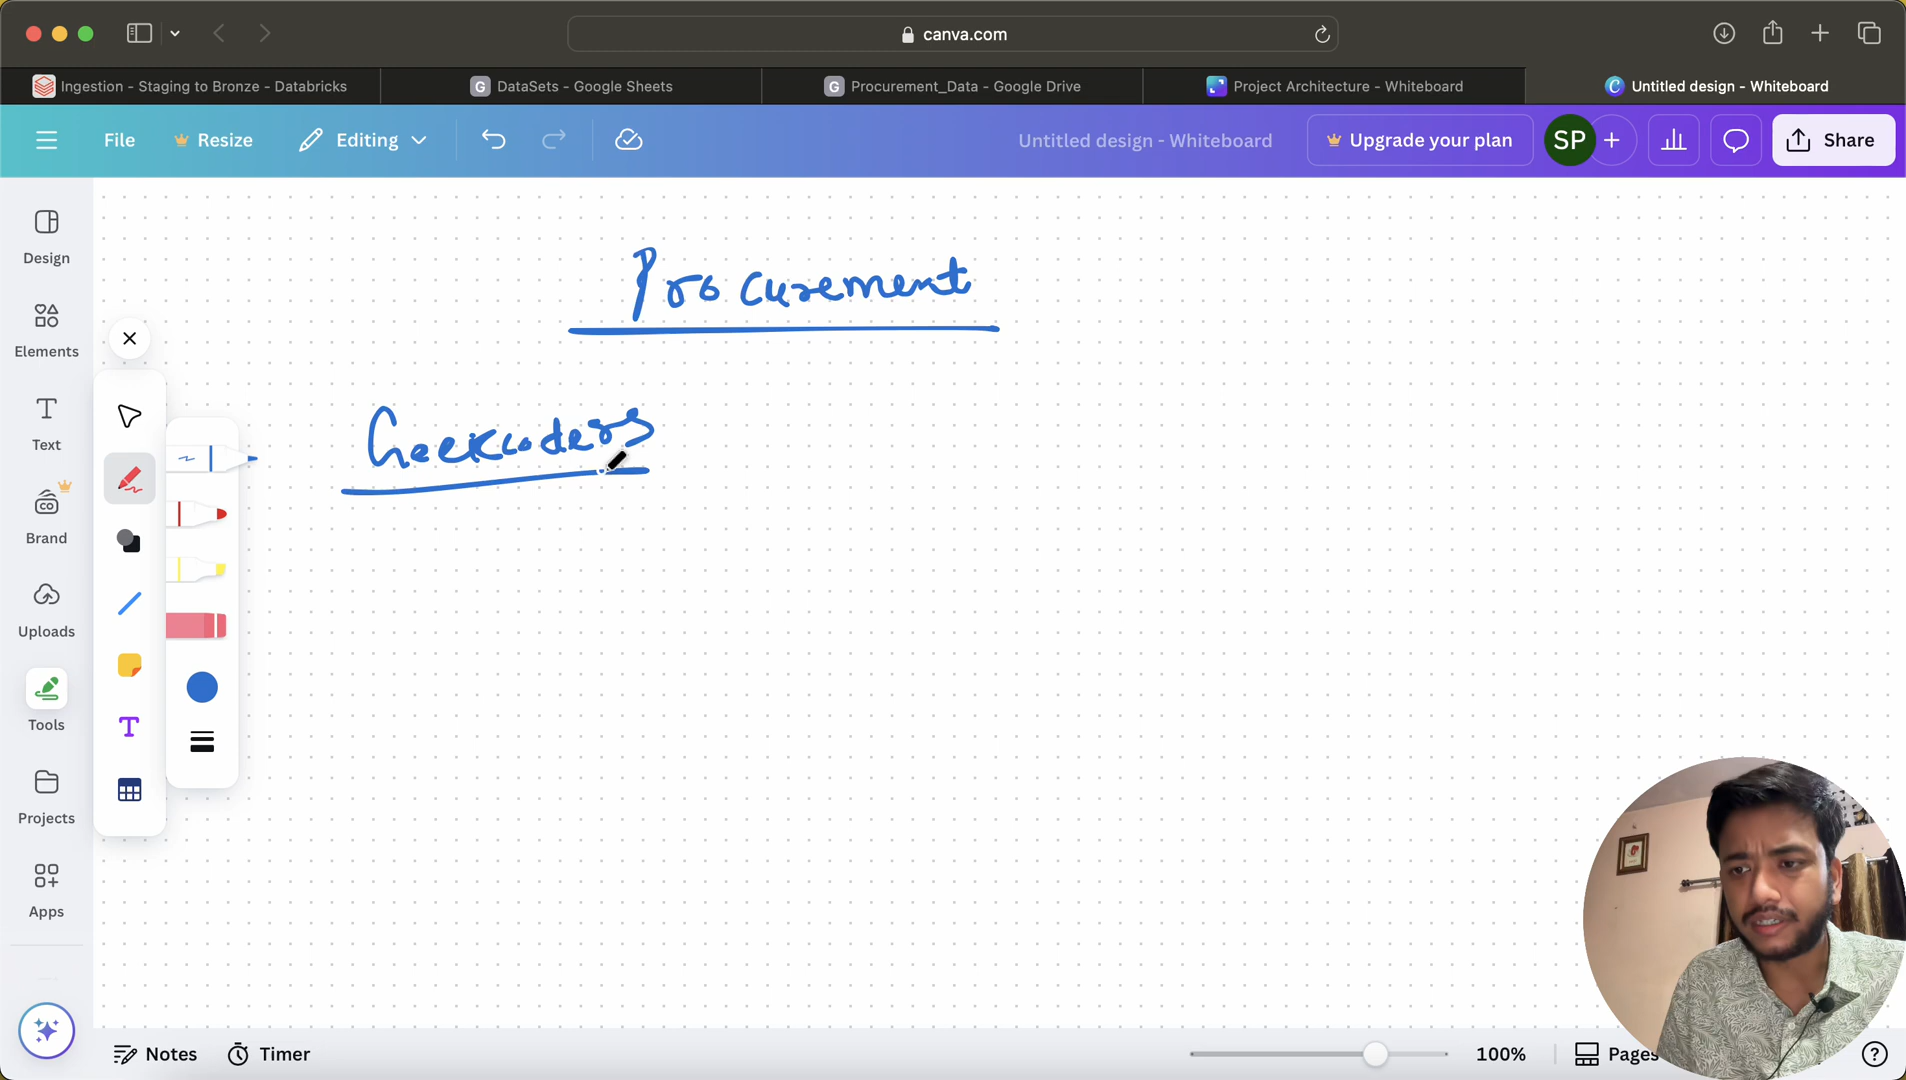 canva.com
Ingestion - Staging to Bronze - Databricks
G DataSets - Google Sheets
G Procurement_Data - Google Drive
Project Architecture - Whiteboard
C Untitled design - Whiteboard
File
Resize
Editing
Untitled design - Whiteboard
Upgrade your plan
SP
Share
Design
Elements
Text
CO
Brand
Uploads
Tools
Projects
Apps
Procurement
Geekcoders
Notes
Timer
100%
Pages